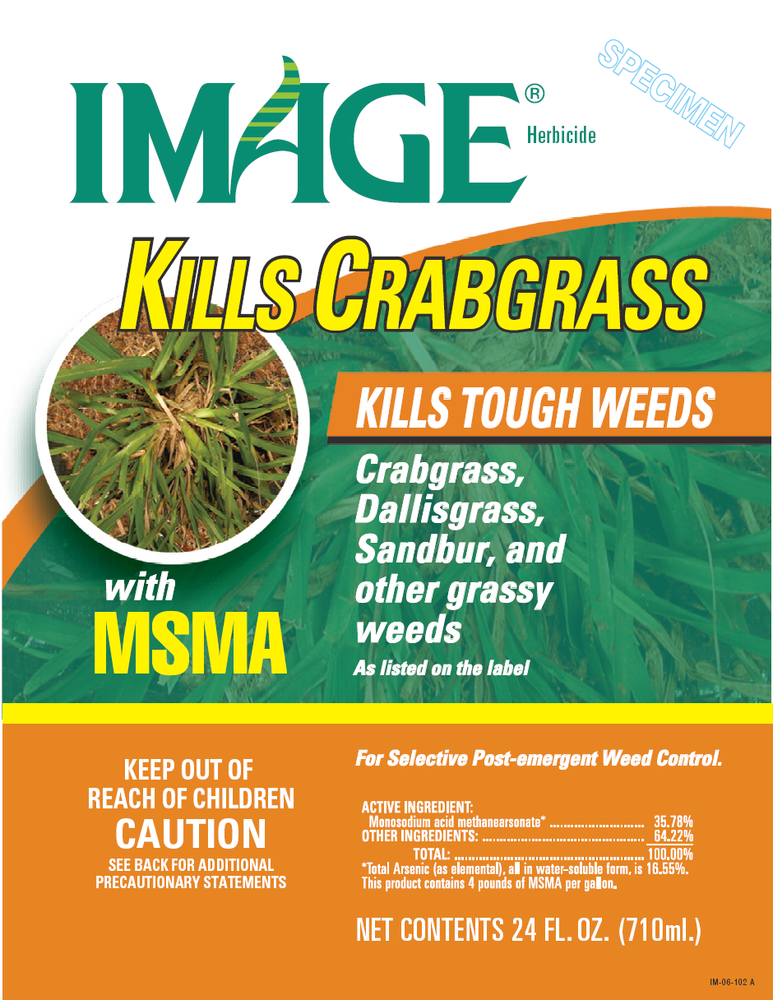 SPECIMEN
IMAGE®
Herbicide
KILLS CRABGRASS
KILLS TOUGH WEEDS
Crabgrass,
Dallisgrass,
Sandbur, and
other grassy
weeds
As listed on the label
with
MSMA
KEEP OUT OF
REACH OF CHILDREN
CAUTION
SEE BACK FOR ADDITIONAL
PRECAUTIONARY STATEMENTS
For Selective Post-emergent Weed Control.
ACTIVE INGREDIENT:
Monosodium acid methanearsonate* ........................... 35.78%
OTHER INGREDIENTS: .............................................. 64.22%
TOTAL: ...................................................... 100.00%
*Total Arsenic (as elemental), all in water-soluble form, is 16.55%.
This product contains 4 pounds of MSMA per gallon.
NET CONTENTS 24 FL. OZ. (710ml.)
IM-06-102 A